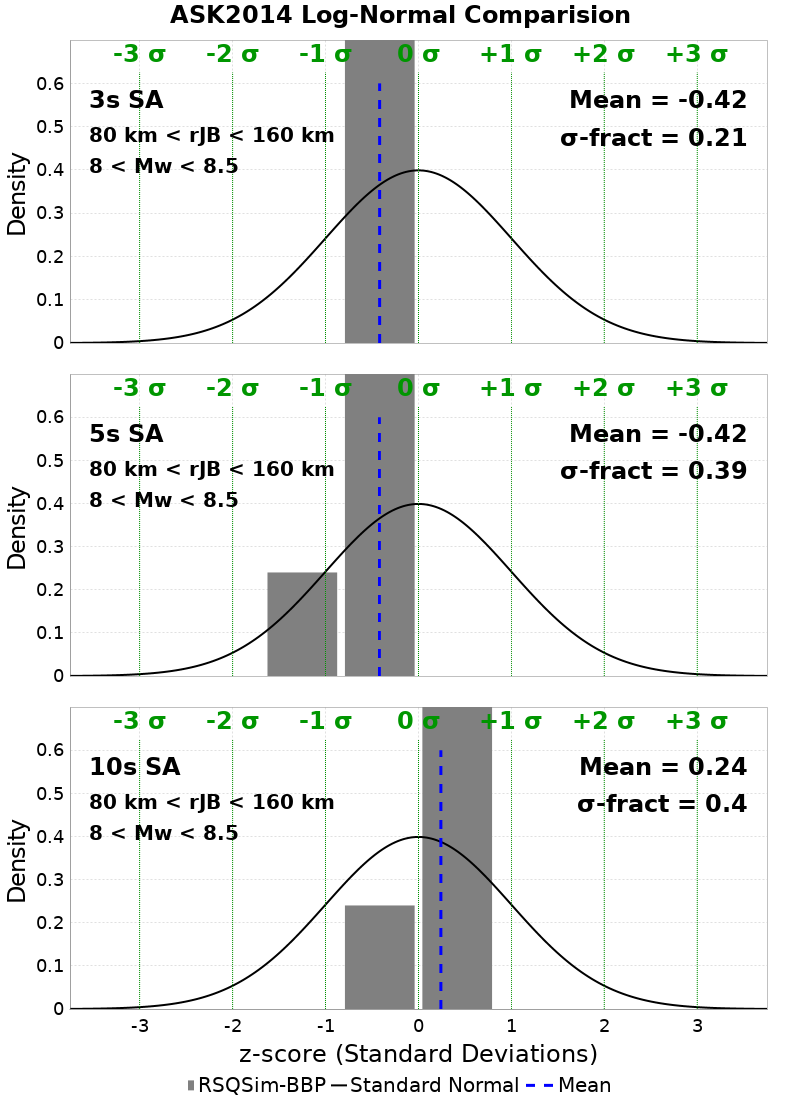 ASK2014 Log-Normal Comparision
-3 σ -2 σ -1 σ 0 σ +1 σ +2 σ +3 σ
3s SA
80 km < rJB < 160 km
8 < Mw < 8.5
Mean = -0.42
σ-fract = 0.21
Density
0.6
0.5
0.4
0.3
0.2
0.1
0
-3 σ -2 σ -1 σ 0 σ +1 σ +2 σ +3 σ
5s SA
80 km < rJB < 160 km
8 < Mw < 8.5
Mean = -0.42
σ-fract = 0.39
Density
0.6
0.5
0.4
0.3
0.2
0.1
0
-3 σ -2 σ -1 σ 0 σ +1 σ +2 σ +3 σ
10s SA
80 km < rJB < 160 km
8 < Mw < 8.5
Mean = 0.24
σ-fract = 0.4
Density
0.6
0.5
0.4
0.3
0.2
0.1
0
-3 -2 -1 0 1 2 3
z-score (Standard Deviations)
RSQSim-BBP Standard Normal Mean